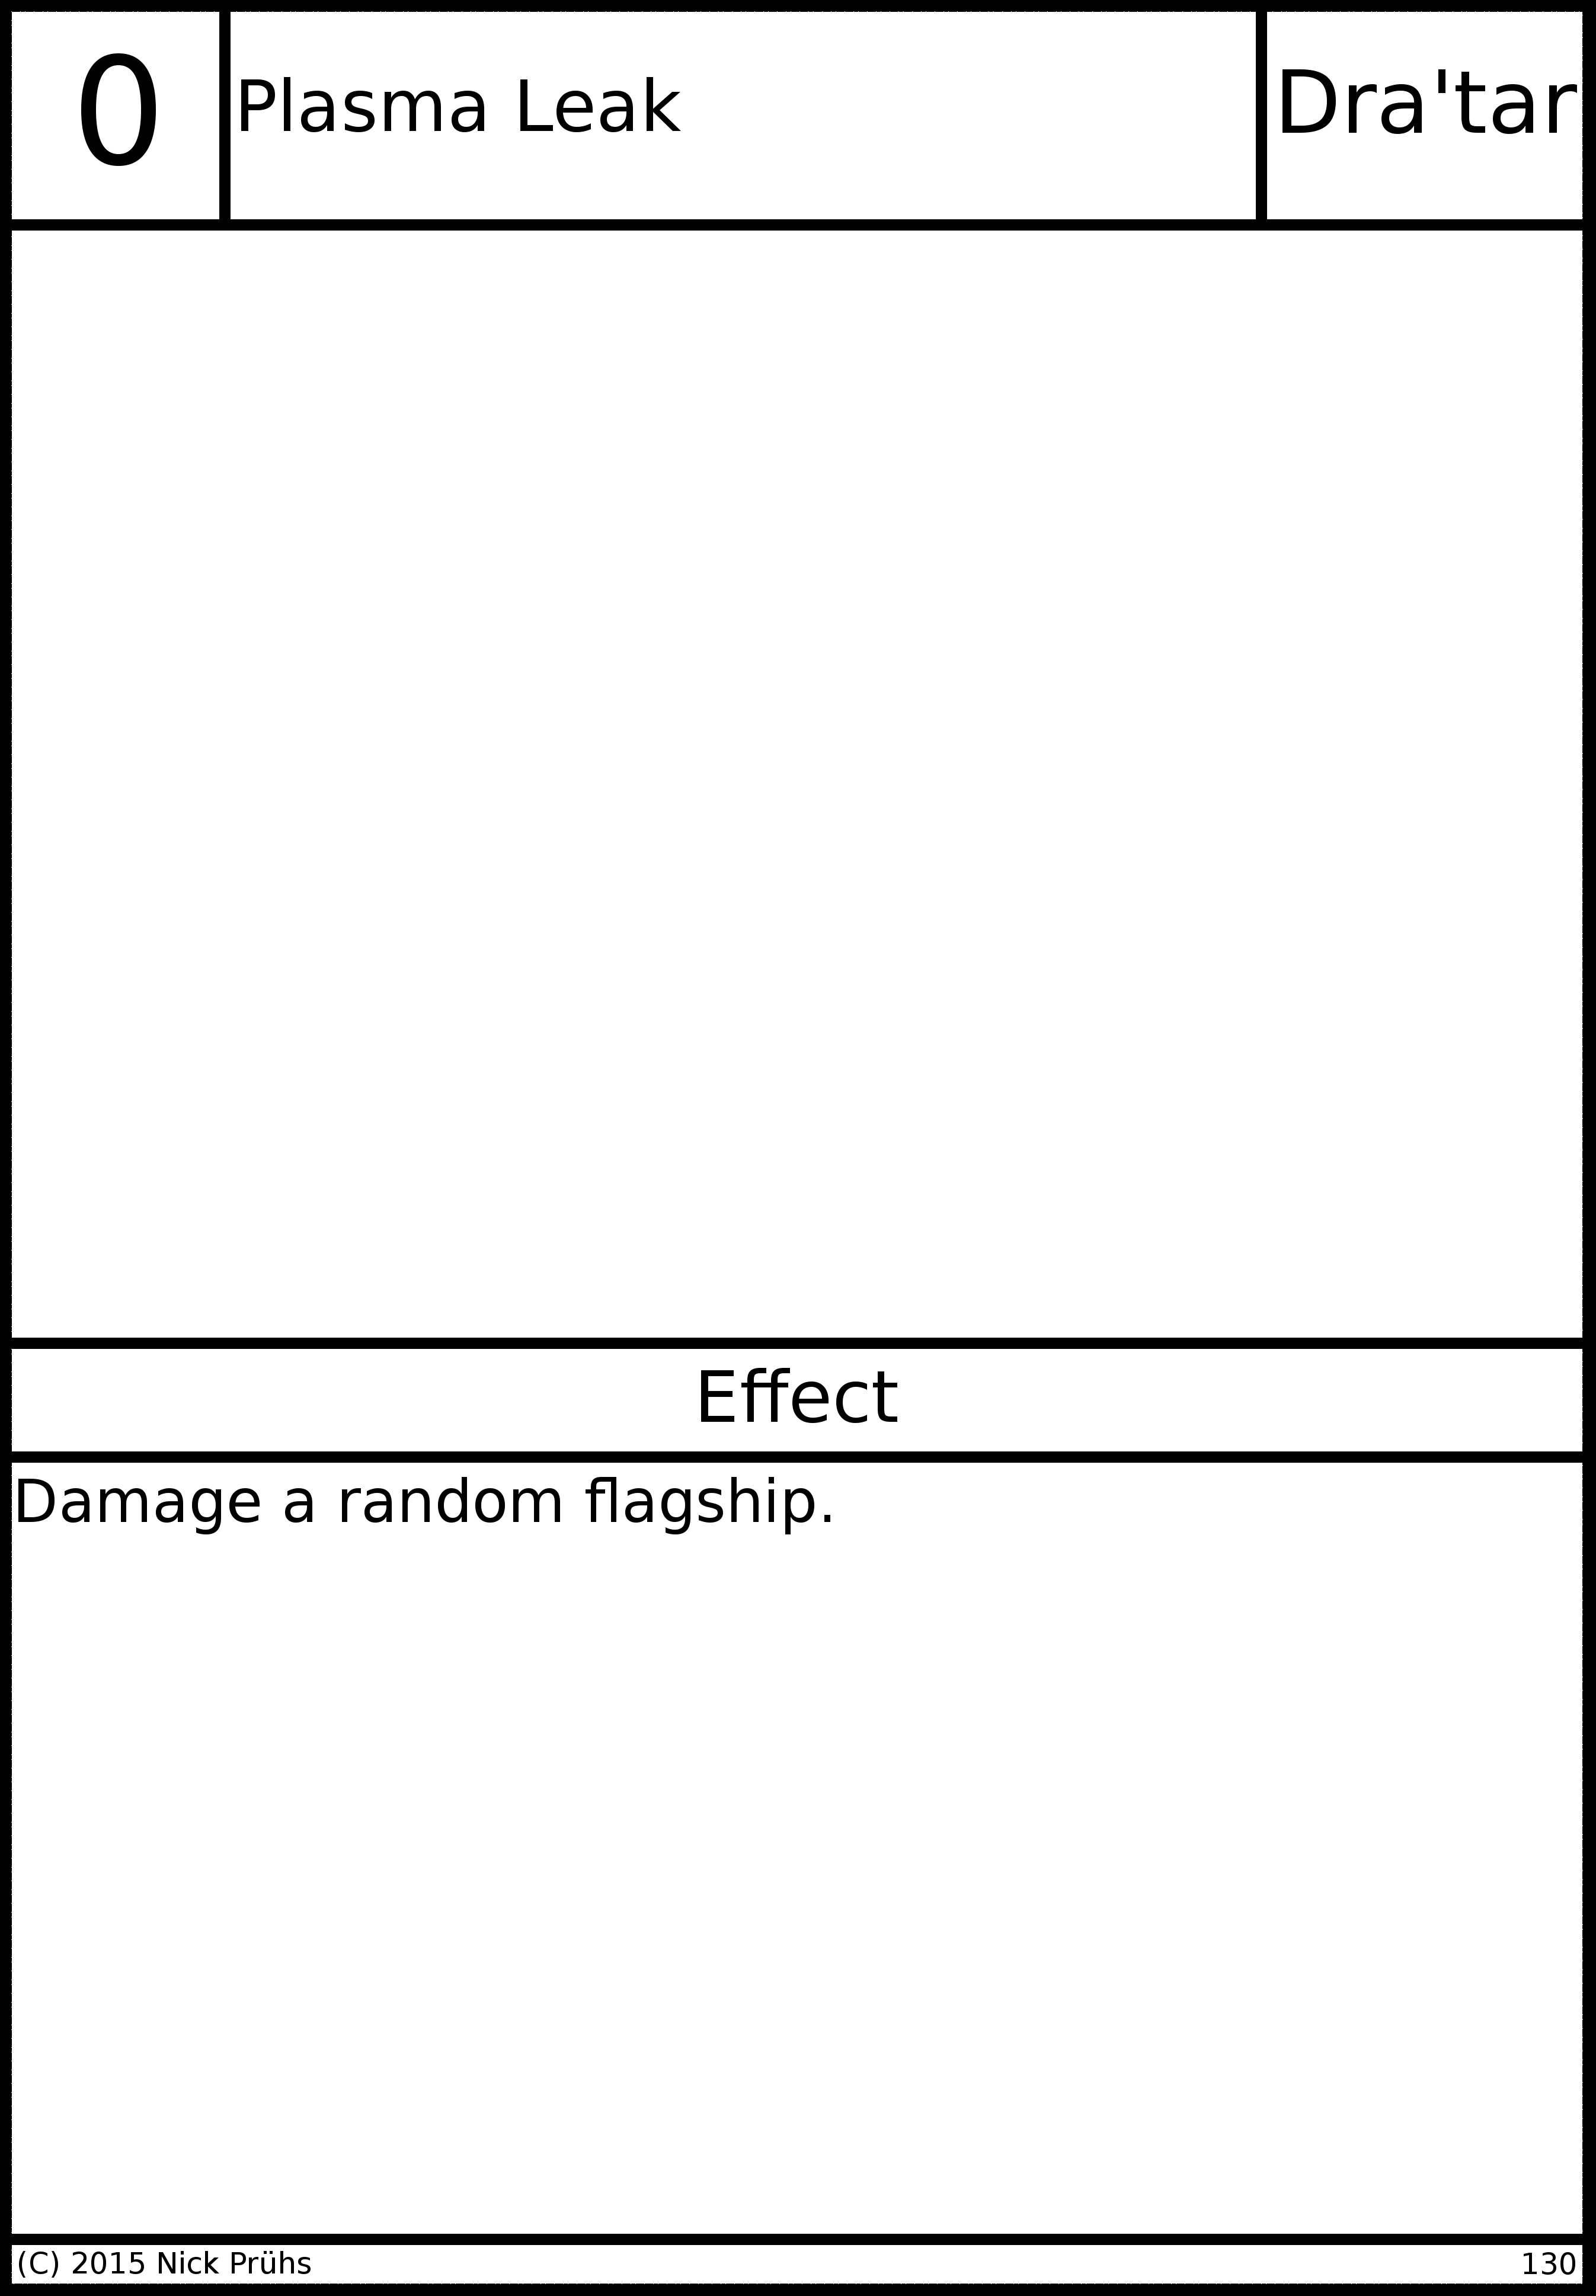 0
Plasma Leak
Dra'tar
Effect
Damage a random flagship.
(C) 2015 Nick Prühs
130